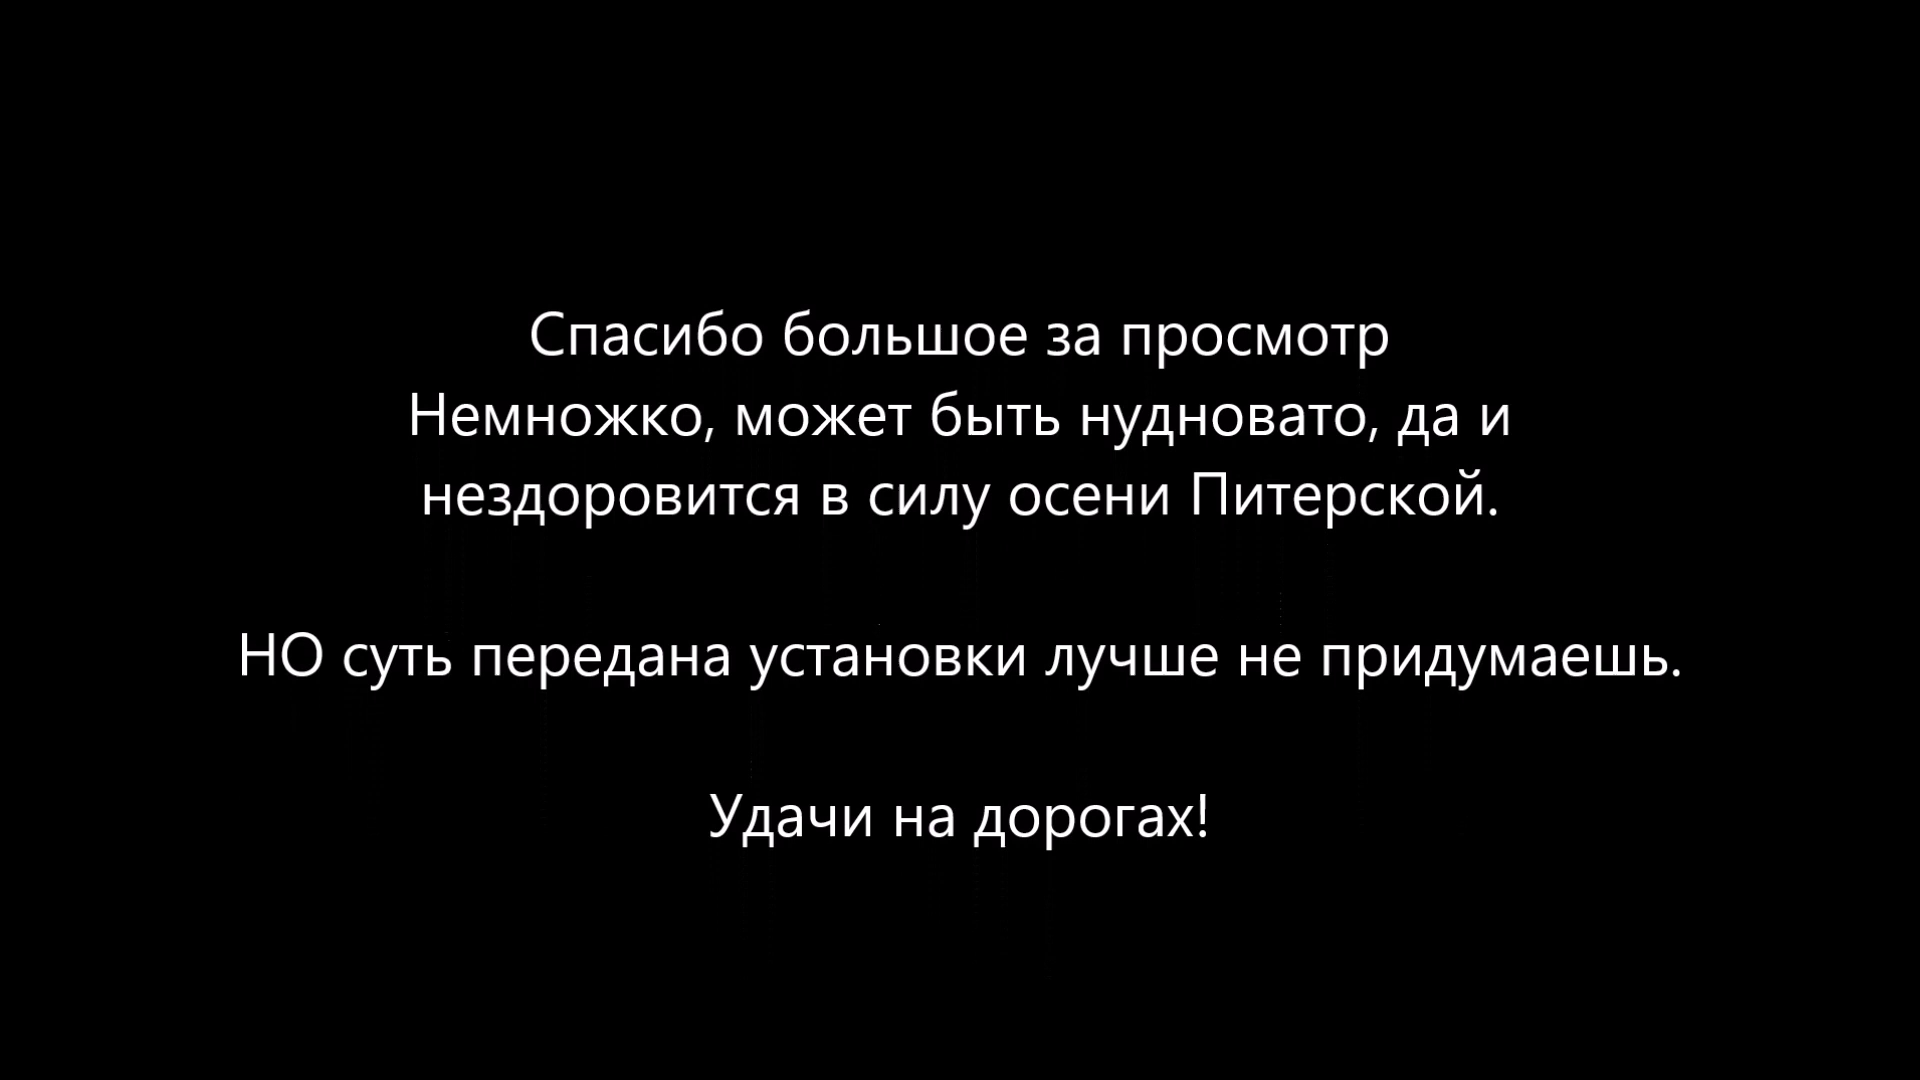 Спасибо большое за просмотр
Немножко, может быть нудновато, да и
нездоровится в силу осени Питерской.
НО суть передана установки лучше не придумаешь.
Удачи на дорогах!